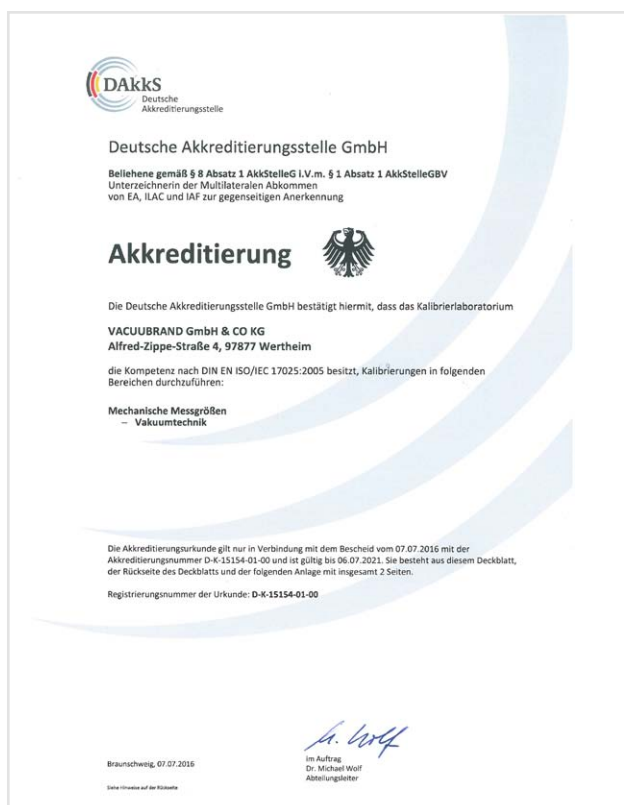 DAkkS
Deutsche
Akkreditierungsstelle
Deutsche Akkreditierungsstelle GmbH
Beliehene gemäß § 8 Absatz 1 AkkStelleG i.V.m. § 1 Absatz 1 AkkStelleGBV
Unterzeichnerin der Multilateralen Abkommen
von EA, ILAC und IAF zur gegenseitigen Anerkennung
Akkreditierung
Die Deutsche Akkreditierungsstelle GmbH bestätigt hiermit, dass das Kalibrierlaboratorium
VACUUBRAND GmbH & CO KG
Alfred-Zippe-Straße 4, 97877 Wertheim
die Kompetenz nach DIN EN ISO/IEC 17025:2005 besitzt, Kalibrierungen in folgenden
Bereichen durchzuführen:
Mechanische Messgrößen
– Vakuumtechnik
Die Akkreditierungsurkunde gilt nur in Verbindung mit dem Bescheid vom 07.07.2016 mit der
Akkreditierungsnummer D-K-15154-01-00 und ist gültig bis 06.07.2021. Sie besteht aus diesem Deckblatt,
der Rückseite des Deckblatts und der folgenden Anlage mit insgesamt 2 Seiten.
Registrierungsnummer der Urkunde: D-K-15154-01-00
M. Wolf
Braunschweig, 07.07.2016
im Auftrag
Dr. Michael Wolf
Abteilungsleiter
Siehe Hinweise auf der Rückseite